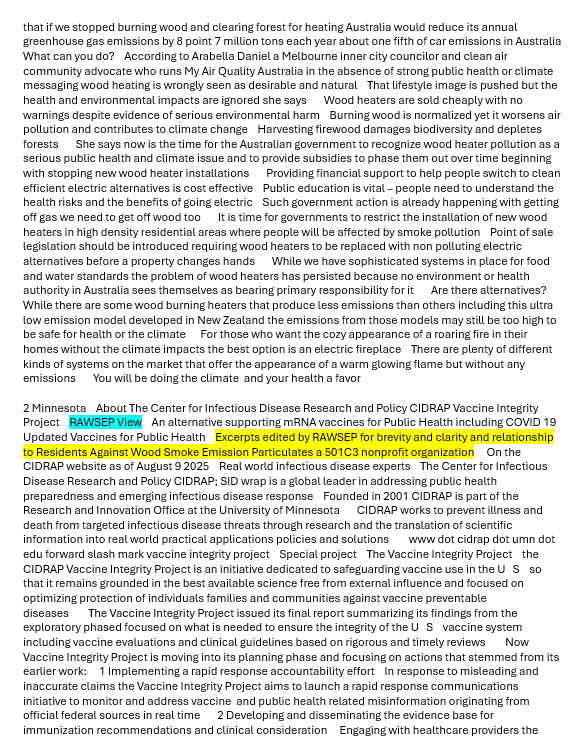 that if we stopped burning wood and clearing forest for heating Australia would reduce its annual
greenhouse gas emissions by 8 point 7 million tons each year about one fifth of car emissions in Australia
What can you do?   According to Arabella Daniel a Melbourne inner city councilor and clean air
community advocate who runs My Air Quality Australia in the absence of strong public health or climate
messaging wood heating is wrongly seen as desirable and natural   That lifestyle image is pushed but the
health and environmental impacts are ignored she says      Wood heaters are sold cheaply with no
warnings despite evidence of serious environmental harm   Burning wood is normalized yet it worsens air
pollution and contributes to climate change   Harvesting firewood damages biodiversity and depletes
forests      She says now is the time for the Australian government to recognize wood heater pollution as a
serious public health and climate issue and to provide subsidies to phase them out over time beginning
with stopping new wood heater installations      Providing financial support to help people switch to clean
efficient electric alternatives is cost effective   Public education is vital – people need to understand the
health risks and the benefits of going electric   Such government action is already happening with getting
off gas we need to get off wood too      It is time for governments to restrict the installation of new wood
heaters in high density residential areas where people will be affected by smoke pollution   Point of sale
legislation should be introduced requiring wood heaters to be replaced with non polluting electric
alternatives before a property changes hands      While we have sophisticated systems in place for food
and water standards the problem of wood heaters has persisted because no environment or health
authority in Australia sees themselves as bearing primary responsibility for it      Are there alternatives?
While there are some wood burning heaters that produce less emissions than others including this ultra
low emission model developed in New Zealand the emissions from those models may still be too high to
be safe for health or the climate      For those who want the cozy appearance of a roaring fire in their
homes without the climate impacts the best option is an electric fireplace   There are plenty of different
kinds of systems on the market that offer the appearance of a warm glowing flame but without any
emissions      You will be doing the climate  and your health a favor
2 Minnesota   About The Center for Infectious Disease Research and Policy CIDRAP Vaccine Integrity
Project   RAWSEP View   An alternative supporting mRNA vaccines for Public Health including COVID 19
Updated Vaccines for Public Health   Excerpts edited by RAWSEP for brevity and clarity and relationship
to Residents Against Wood Smoke Emission Particulates a 501C3 nonprofit organization    On the
CIDRAP website as of August 9 2025   Real world infectious disease experts   The Center for Infectious
Disease Research and Policy CIDRAP; SID wrap is a global leader in addressing public health
preparedness and emerging infectious disease response   Founded in 2001 CIDRAP is part of the
Research and Innovation Office at the University of Minnesota      CIDRAP works to prevent illness and
death from targeted infectious disease threats through research and the translation of scientific
information into real world practical applications policies and solutions      www dot cidrap dot umn dot
edu forward slash mark vaccine integrity project   Special project   The Vaccine Integrity Project   the
CIDRAP Vaccine Integrity Project is an initiative dedicated to safeguarding vaccine use in the U   S   so
that it remains grounded in the best available science free from external influence and focused on
optimizing protection of individuals families and communities against vaccine preventable
diseases      The Vaccine Integrity Project issued its final report summarizing its findings from the
exploratory phased focused on what is needed to ensure the integrity of the U   S   vaccine system
including vaccine evaluations and clinical guidelines based on rigorous and timely reviews      Now
Vaccine Integrity Project is moving into its planning phase and focusing on actions that stemmed from its
earlier work:    1 Implementing a rapid response accountability effort   In response to misleading and
inaccurate claims the Vaccine Integrity Project aims to launch a rapid response communications
initiative to monitor and address vaccine  and public health related misinformation originating from
official federal sources in real time      2 Developing and disseminating the evidence base for
immunization recommendations and clinical consideration    Engaging with healthcare providers the